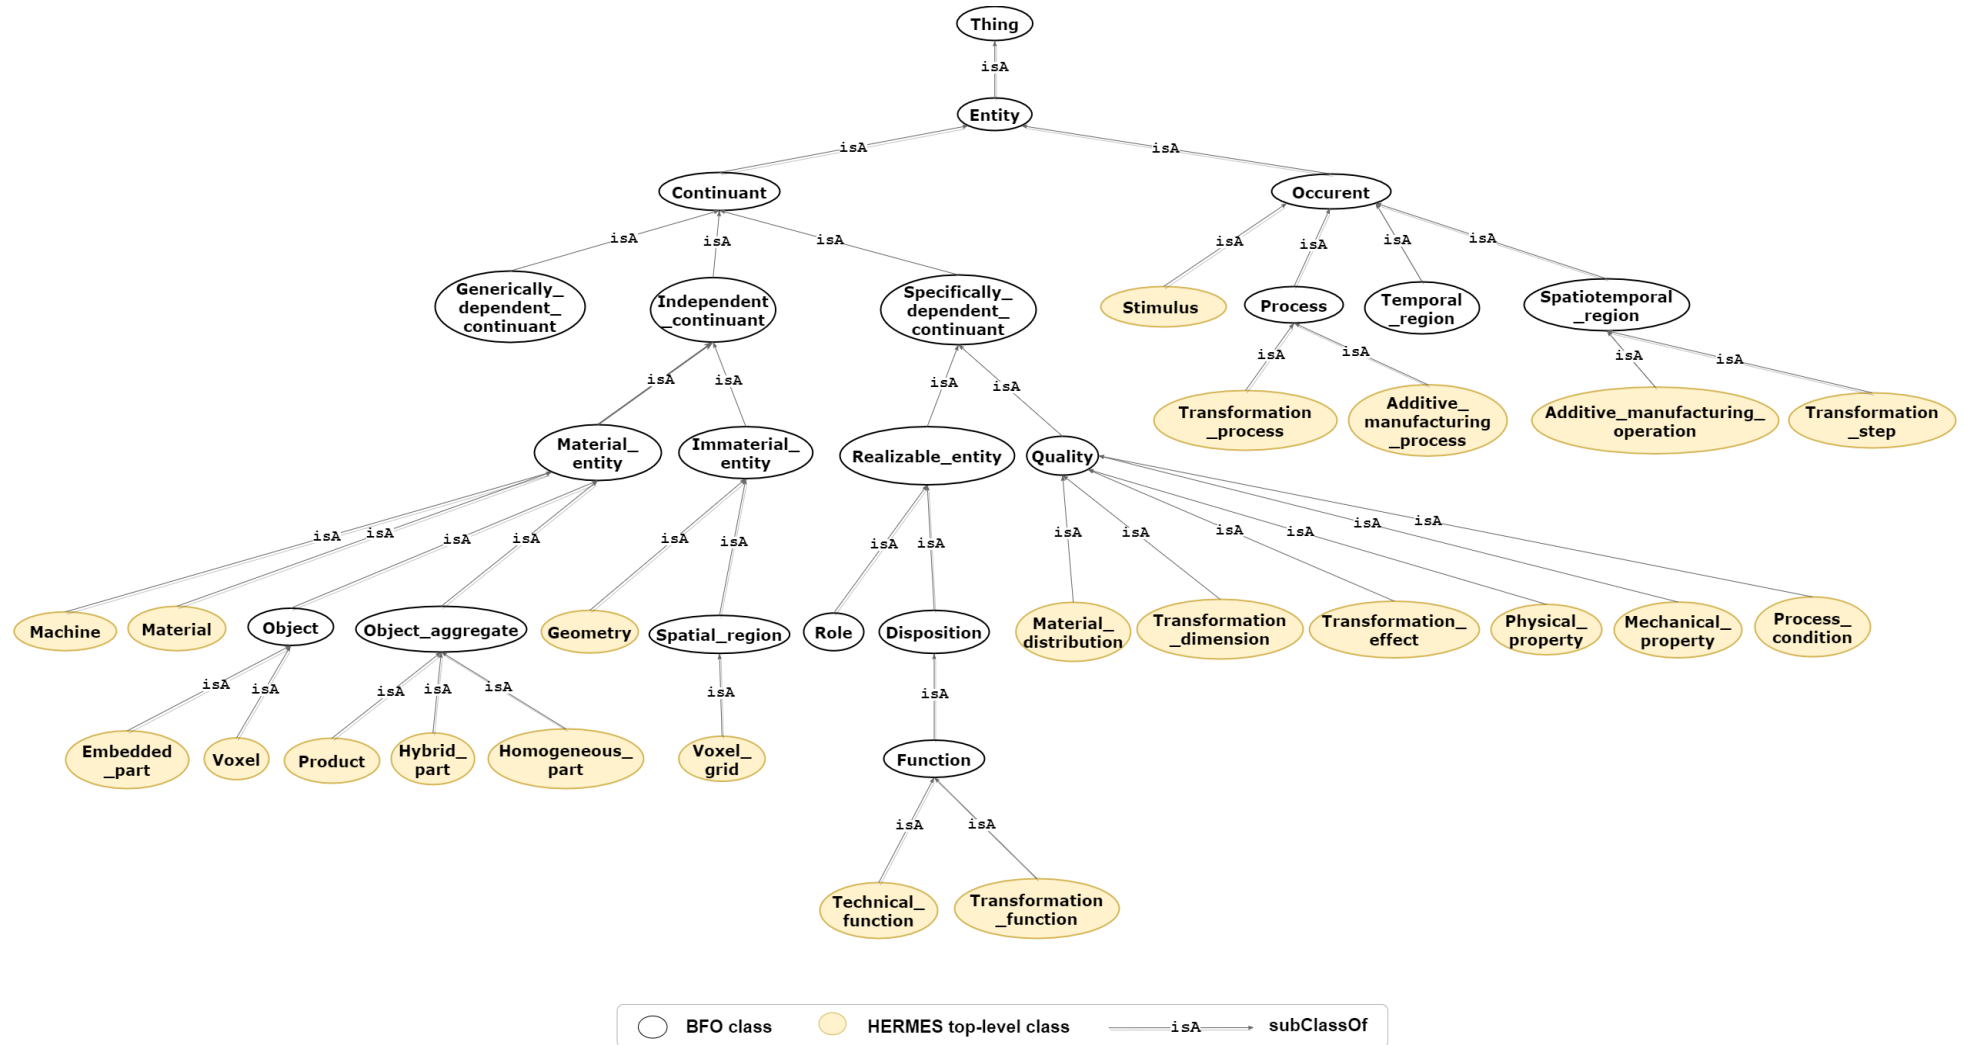 Thing
isA
Entity
isA
isA
Continuant
Occurent
isA
isA
isA
isA
isA
isA
isA
Generically_
dependent_
continuant
Independent
_continuant
Specifically_
dependent_
continuant
Stimulus
Process
Temporal
_region
Spatiotemporal
_region
isA
isA
isA
isA
isA
isA
isA
isA
Transformation
_process
Additive_
manufacturing
_process
Additive_manufacturing_
operation
Transformation
_step
Material_
entity
Immaterial_
entity
Realizable_entity
Quality
isA
isA
isA
isA
isA
isA
isA
isA
isA
isA
isA
isA
isA
isA
Machine
Material
Object
Object_aggregate
Geometry
Spatial_region
Role
Disposition
Material_
distribution
Transformation
_dimension
Transformation_
effect
Physical_
property
Mechanical_
property
Process_
condition
isA
isA
isA
isA
isA
isA
isA
Embedded
_part
Voxel
Product
Hybrid_
part
Homogeneous_
part
Voxel_
grid
Function
isA
isA
Technical_
function
Transformation
_function
BFO class
HERMES top-level class
isA
subClassOf